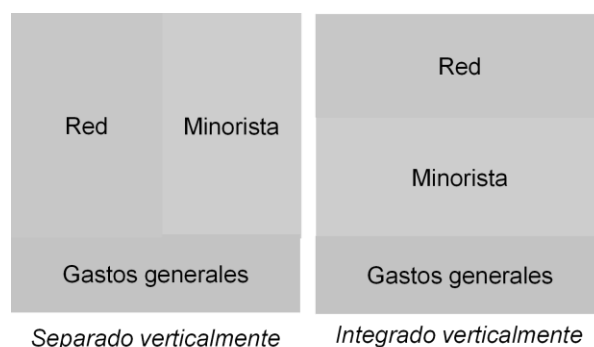 Red
Minorista
Gastos generales
Separado verticalmente
Red
Minorista
Gastos generales
Integrado verticalmente